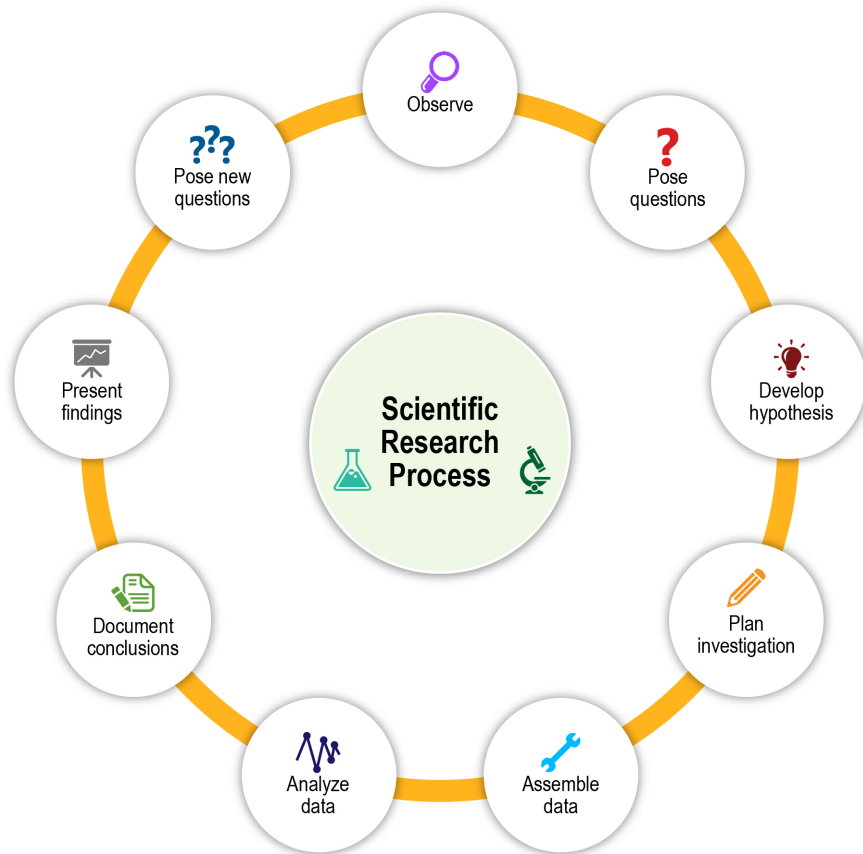 Observe
Pose
questions
Develop
hypothesis
Plan
investigation
Assemble
data
Analyze
data
Document
conclusions
Present
findings
Pose new
questions
Scientific
Research
Process